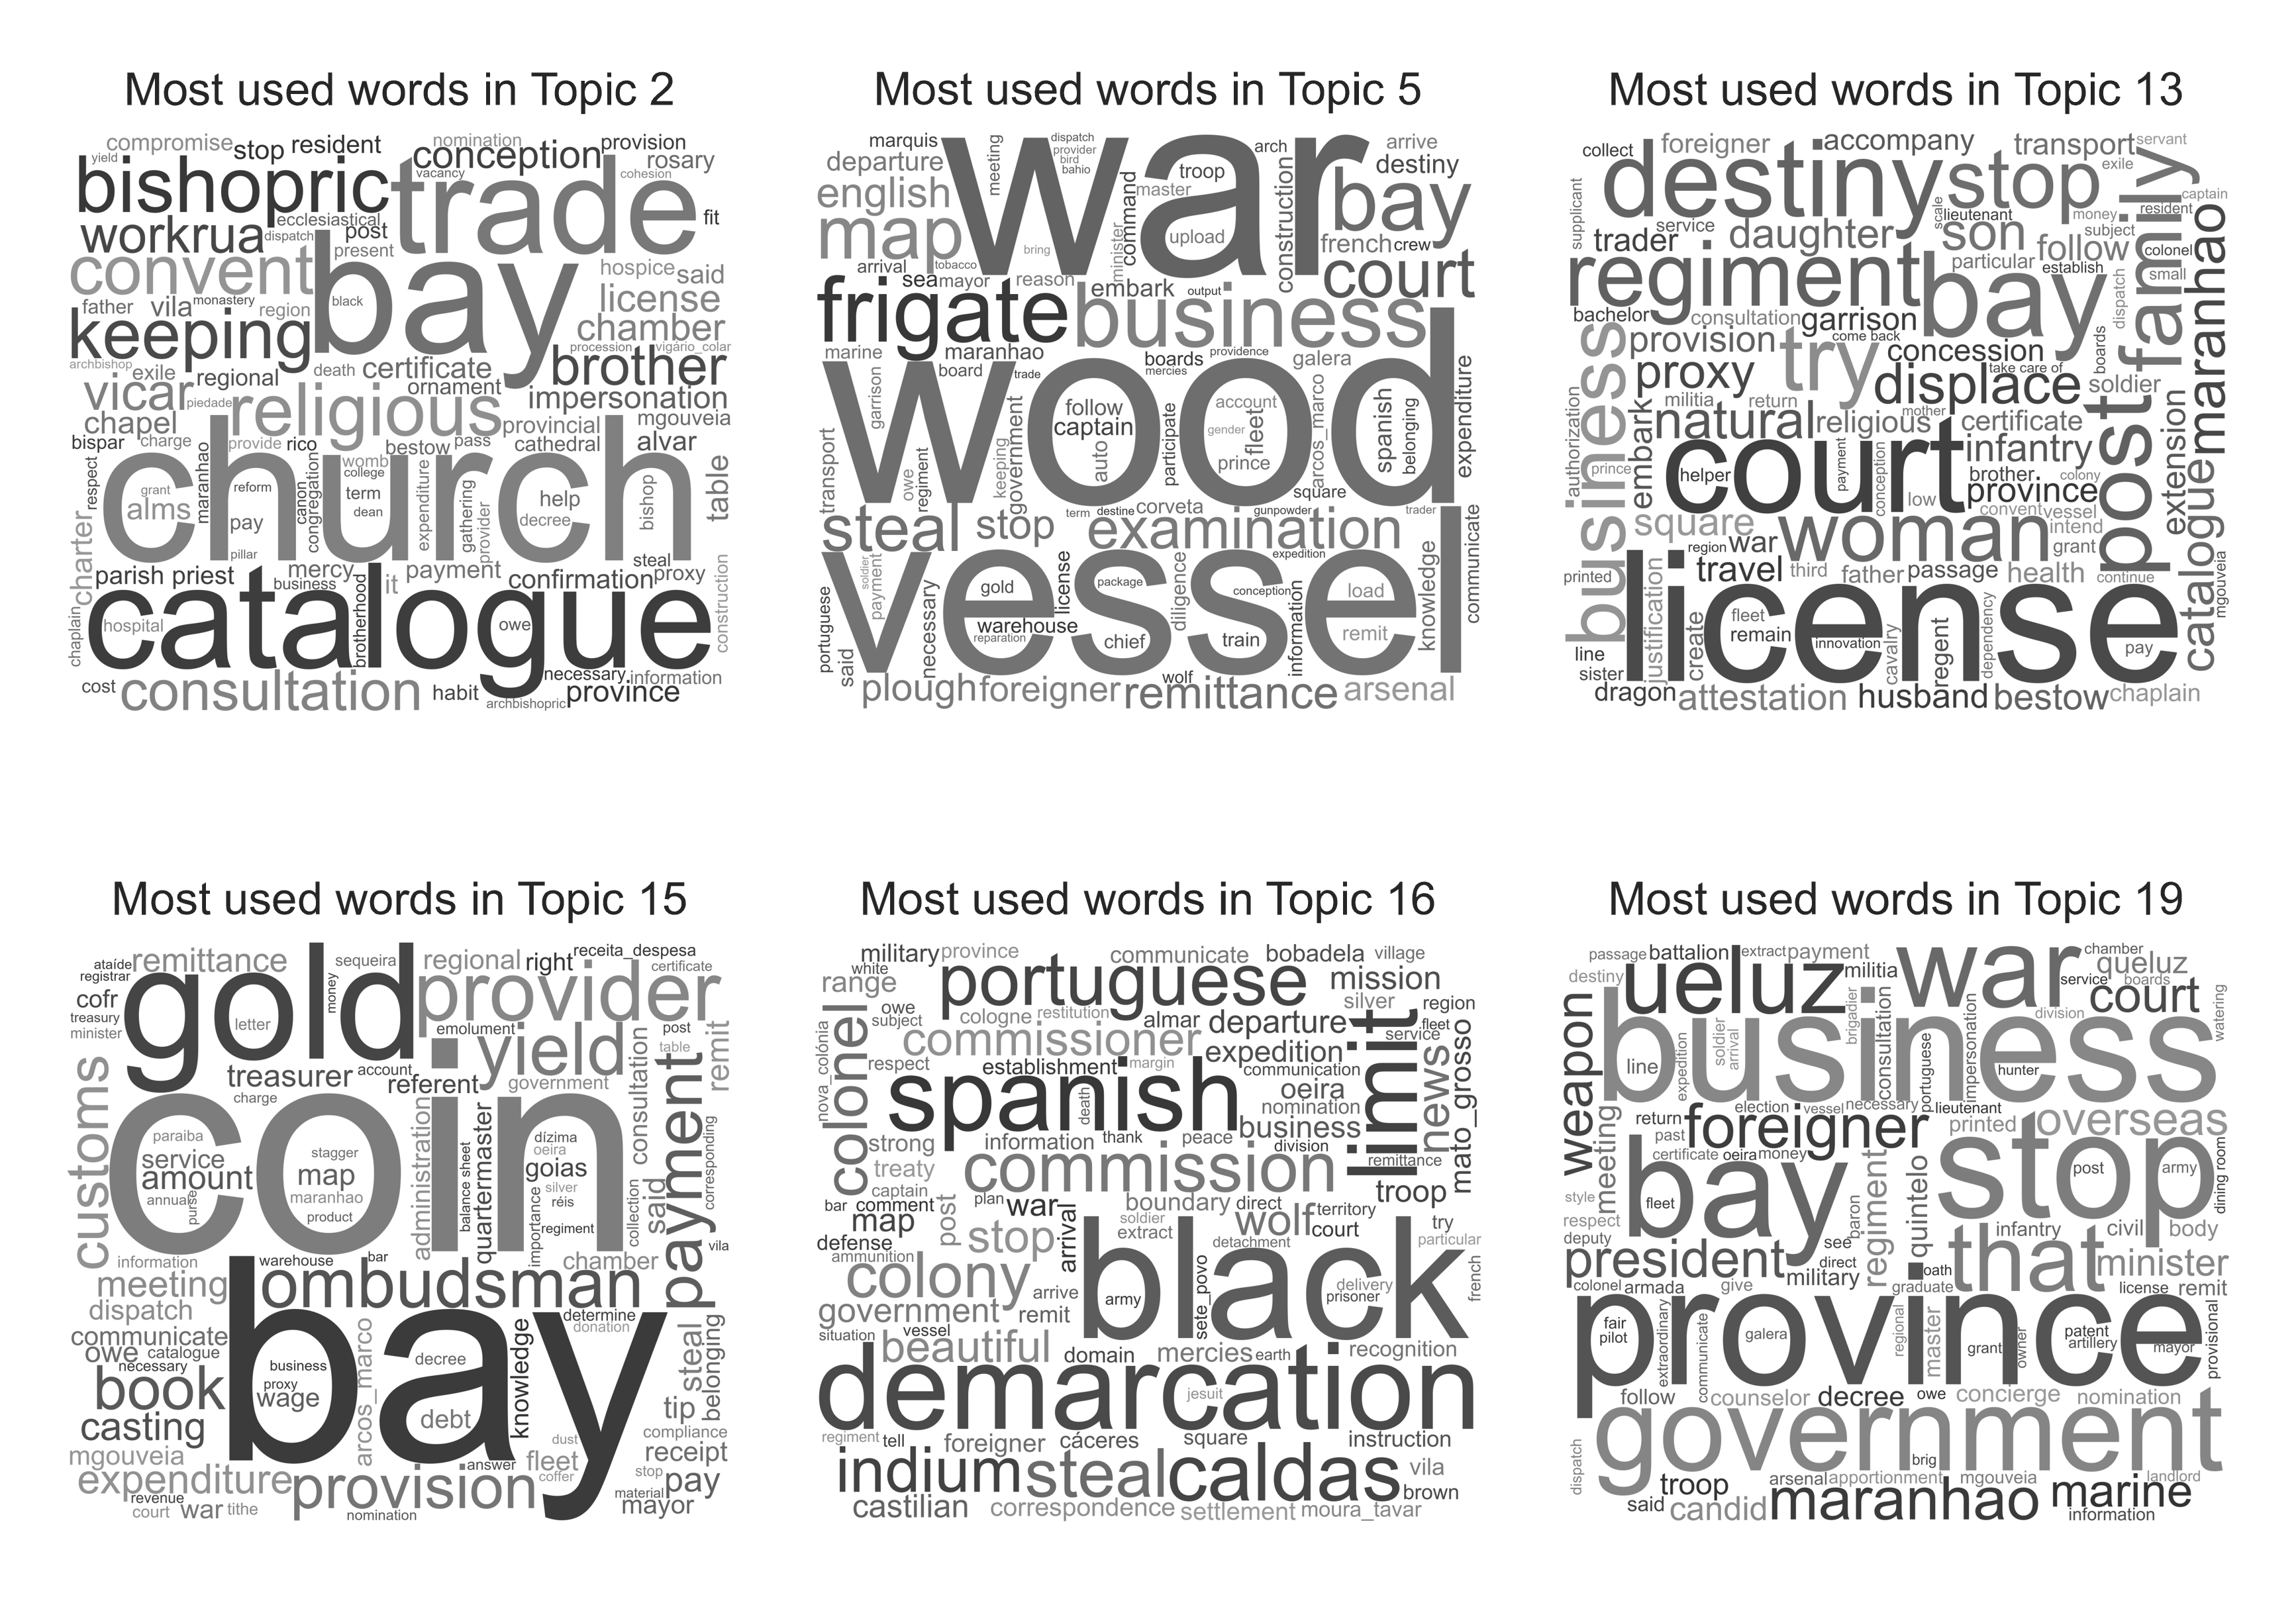 Most used words in Topic 2
compromise stop resident nomination provision
yield bishopric conception rosary
vacancy cohesion
trade
workrua ecclesiastical fit
dispatch post
present
convent bay hospice said
father vila monastery region black license
keeping chamber
procession vigário_colar
archbishop exile regional death certificate brother
vicar piedade ornament impersonation
religious mgouveia
chapel provincial
bispar charge provide rico bestow pass cathedral alvar
respect maranhao womb college
church
grant alms reform canon congregation term dean expenditure gathering provider help decree bishop table
pay pillar
charter steal
parish priest mercy it payment confirmation proxy
business
catalogue
chaplain hospital brotherhood owe construction
necessary information
cost consultation habit archbishopric province
Most used words in Topic 5
marquis meeting dispatch provider bird bahio arch arrive
departure war troop destiny
english command master construction bay
map bring minister upload french crew
arrival tobacco
sea mayor reason court
frigate embark output
business
marine maranhao boards providence galera
board trade mercies
garrison wood
follow captain account gender fleet arcos_marco spanish belonging expenditure
transport owe regiment keeping government auto participate prince square
term destine corveta gunpowder trader
steal stop examination communicate
expedition
vessel
portuguese soldier payment necessary gold license package conception load
warehouse reparation chief diligence train information remit knowledge
said wolf
plough foreigner remittance arsenal
Most used words in Topic 13
collect foreigner accompany transport servant
exile
destiny stop family captain
supplicant service scale lieutenant money resident
trader daughter son subject
follow colonel maranhao
regiment particular establish small
bay dispatch
bachelor consultation garrison
provision come back boards
try concession
proxy take care of
displace soldier
business militia return
authorization embark natural religious mother certificate post extension
prince court infantry
helper payment conception brother colony
low province
square convent vessel catalogue
woman intend
region war grant
travel third father passage health continue
printed justification mgouveia
license
create fleet remain innovation cavalry regent dependency pay
line
sister
dragon attestation husband bestow chaplain
Most used words in Topic 15
ataíde remittance sequeira regional right receita_despesa
registrar certificate
cofr gold money provider
treasury letter emolument post
minister . yield table remit
treasurer account referent government consultation
charge
customs coin payment
paraiba service amount annuar purse stagger map maranhao product administration balance sheet quartermaster dízima oeira goias silver réis importance regiment collection said corresponding
vila
information warehouse bar chamber
meeting ombudsman
dispatch determine donation
communicate bay
owe catalogue necessary business proxy wage arcos_marco decree debt knowledge steal belonging
book tip
casting compliance
mgouveia dust receipt
expenditure answer fleet stop pay
revenue provision coffer material
court war tithe nomination mayor
Most used words in Topic 16
military province communicate bobadela village
white portuguese mission
range silver
owe cologne restitution region
subject almar departure fleet
nova_colónia colonel commissioner service limit news mato_grosso
respect establishment margin expedition
communication
spanish death oeira
nomination
strong information thank peace business
division
treaty commission remittance
captain plan boundary direct troop
bar comment war
map post arrival soldier extract wolf territory court try
defense stop detachment particular
ammunition black
colony army sete_povo delivery prisoner french
arrive
government remit
situation vessel
beautiful domain mercies earth recognition
demarcation
jesuit
regiment tell foreigner cáceres square instruction
indium steal caldas vila
brown
castilian correspondence settlement moura_tavar
Most used words in Topic 19
passage battalion extract payment war chamber
destiny ueluz militia queluz
service boards
court
weapon business division watering
line expedition soldier arrival brigadier consultation portuguese impersonation hunter
election vessel necessary lieutenant
return foreigner printed overseas
past
meeting certificate oeira money stop
bay post army dining room
style fleet baron regiment quintelo
respect infantry civil body
deputy see
president direct oath that minister
colonel armada give military graduate license remit
province
fair pilot extraordinary communicate galera regional master grant owner patent artillery mayor provisional
follow counselor decree owe concierge nomination
government
dispatch brig
troop arsenal apportionment mgouveia landlord
said candid maranhao marine
information